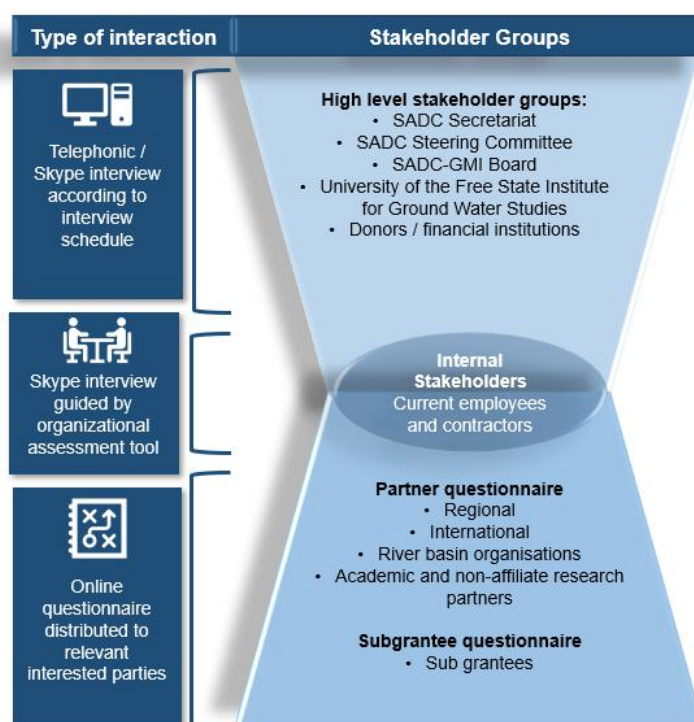 Type of interaction
Stakeholder Groups
Telephonic /
Skype interview
according to
interview
schedule
High level stakeholder groups:
• SADC Secretariat
• SADC Steering Committee
• SADC-GMI Board
• University of the Free State Institute
for Ground Water Studies
• Donors / financial institutions
Skype interview
guided by
organizational
assessment tool
Internal
Stakeholders
Current employees
and contractors
Online
questionnaire
distributed to
relevant
interested parties
Partner questionnaire
• Regional
• International
• River basin organisations
• Academic and non-affiliate research
partners
Subgrantee questionnaire
• Sub grantees